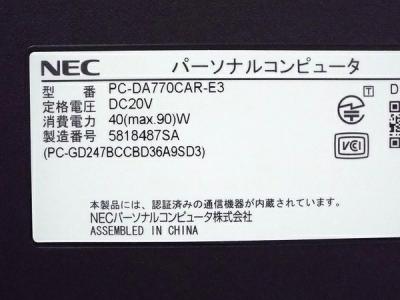 NEC パーソナルコンピュータ
型 番 PC-DA770CAR-E3
定格電圧 DC20V
消費電力 40(max.90)W
製造番号 5818487SA
(PC-GD247BCCBD36A9SD3)
T
D
VCCI
本製品には、認証済みの通信機器が内蔵されています。
NECパーソナルコンピュータ株式会社
ASSEMBLED IN CHINA